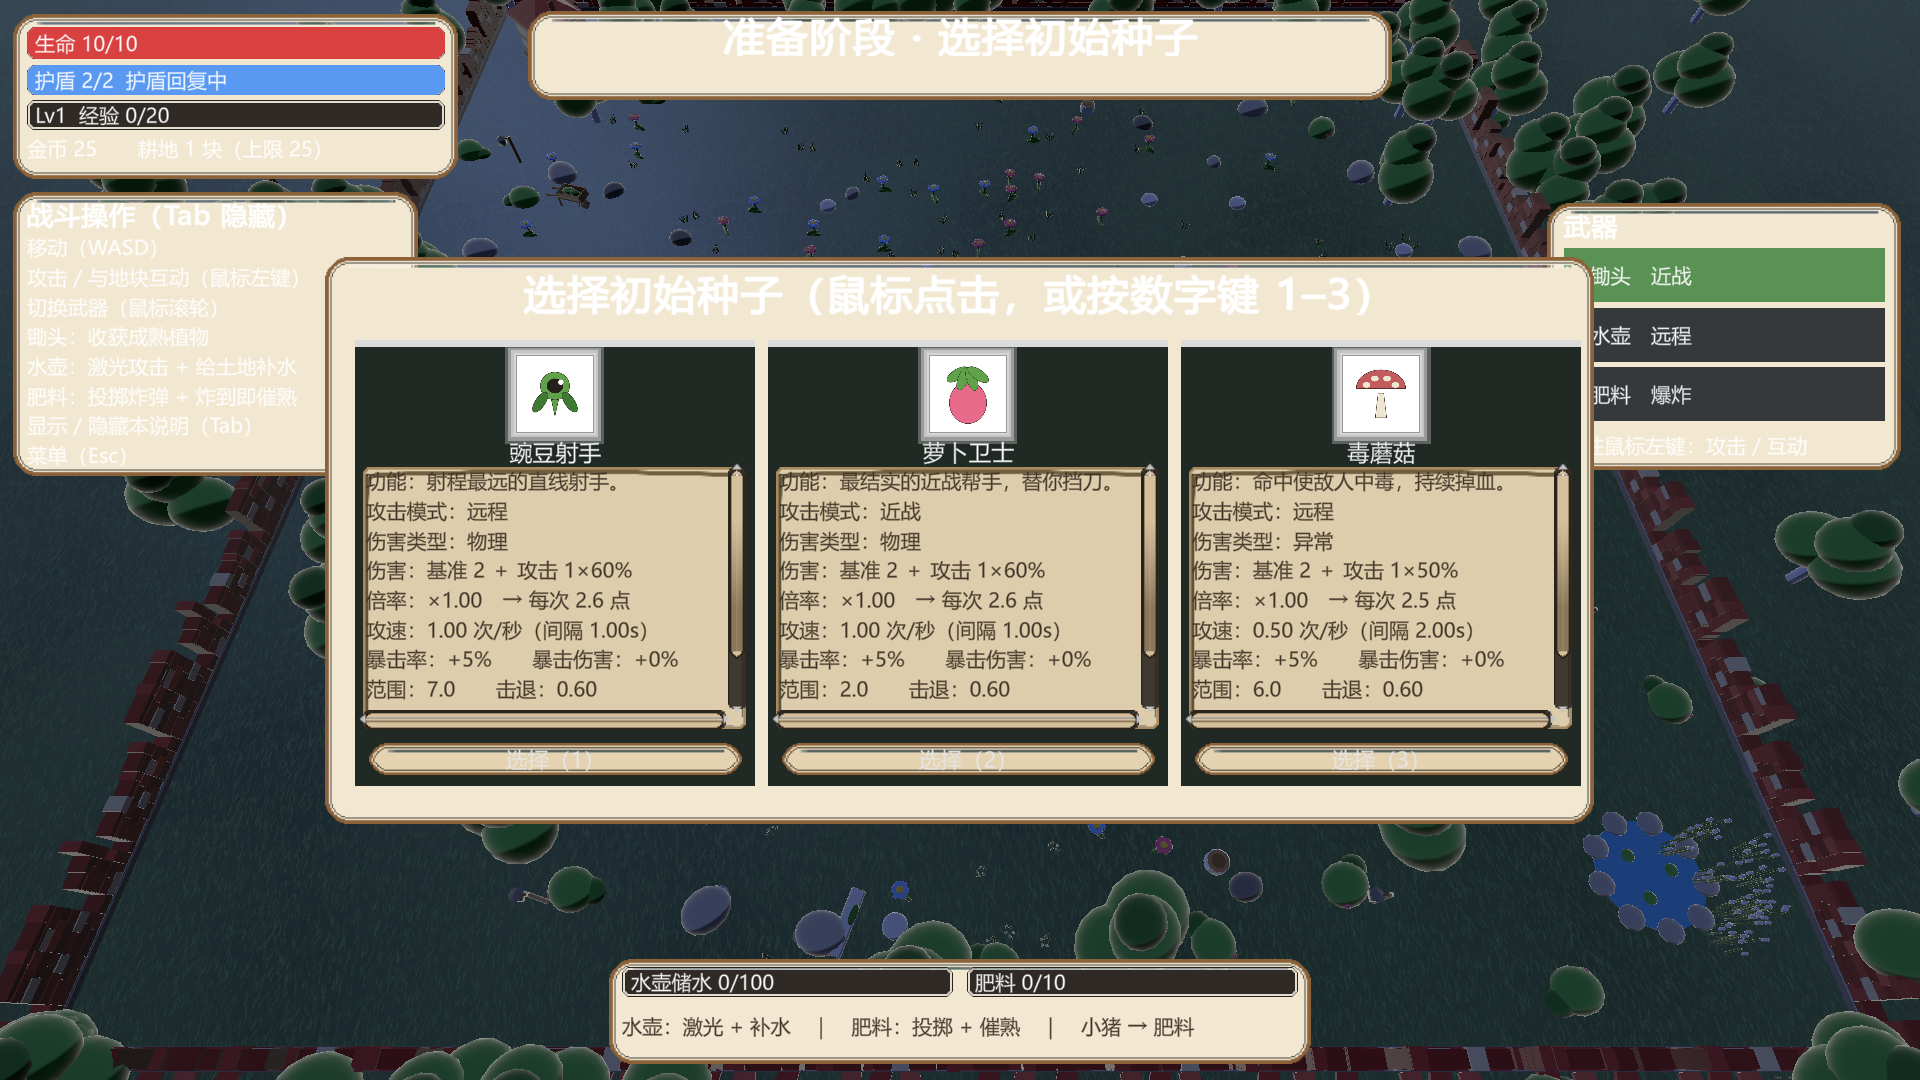 生命 10/10
护盾 2/2 护盾回复中
Lv1 经验 0/20
金币 25 耕地 1 块（上限 25）
准备阶段 · 选择初始种子
战斗操作（Tab 隐藏）
移动（WASD）
攻击 / 与地块互动（鼠标左键）
切换武器（鼠标滚轮）
锄头：收获成熟植物
水壶：激光攻击 + 给土地补水
肥料：投掷炸弹 + 炸到即催熟
显示 / 隐藏本说明（Tab）
菜单（Esc）
武器
锄头 近战
水壶 远程
肥料 爆炸
鼠标左键：攻击 / 互动
选择初始种子（鼠标点击，或按数字键 1–3）
豌豆射手
功能：射程最远的直线射手。
攻击模式：远程
伤害类型：物理
伤害：基准 2 + 攻击 1×60%
倍率：×1.00 → 每次 2.6 点
攻速：1.00 次/秒（间隔 1.00s）
暴击率：+5% 暴击伤害：+0%
范围：7.0 击退：0.60
选择（1）
萝卜卫士
功能：最结实的近战帮手，替你挡刀。
攻击模式：近战
伤害类型：物理
伤害：基准 2 + 攻击 1×60%
倍率：×1.00 → 每次 2.6 点
攻速：1.00 次/秒（间隔 1.00s）
暴击率：+5% 暴击伤害：+0%
范围：2.0 击退：0.60
选择（2）
毒蘑菇
功能：命中使敌人中毒，持续掉血。
攻击模式：远程
伤害类型：异常
伤害：基准 2 + 攻击 1×50%
倍率：×1.00 → 每次 2.5 点
攻速：0.50 次/秒（间隔 2.00s）
暴击率：+5% 暴击伤害：+0%
范围：6.0 击退：0.60
选择（3）
水壶储水 0/100
肥料 0/10
水壶：激光 + 补水 | 肥料：投掷 + 催熟 | 小猪 → 肥料